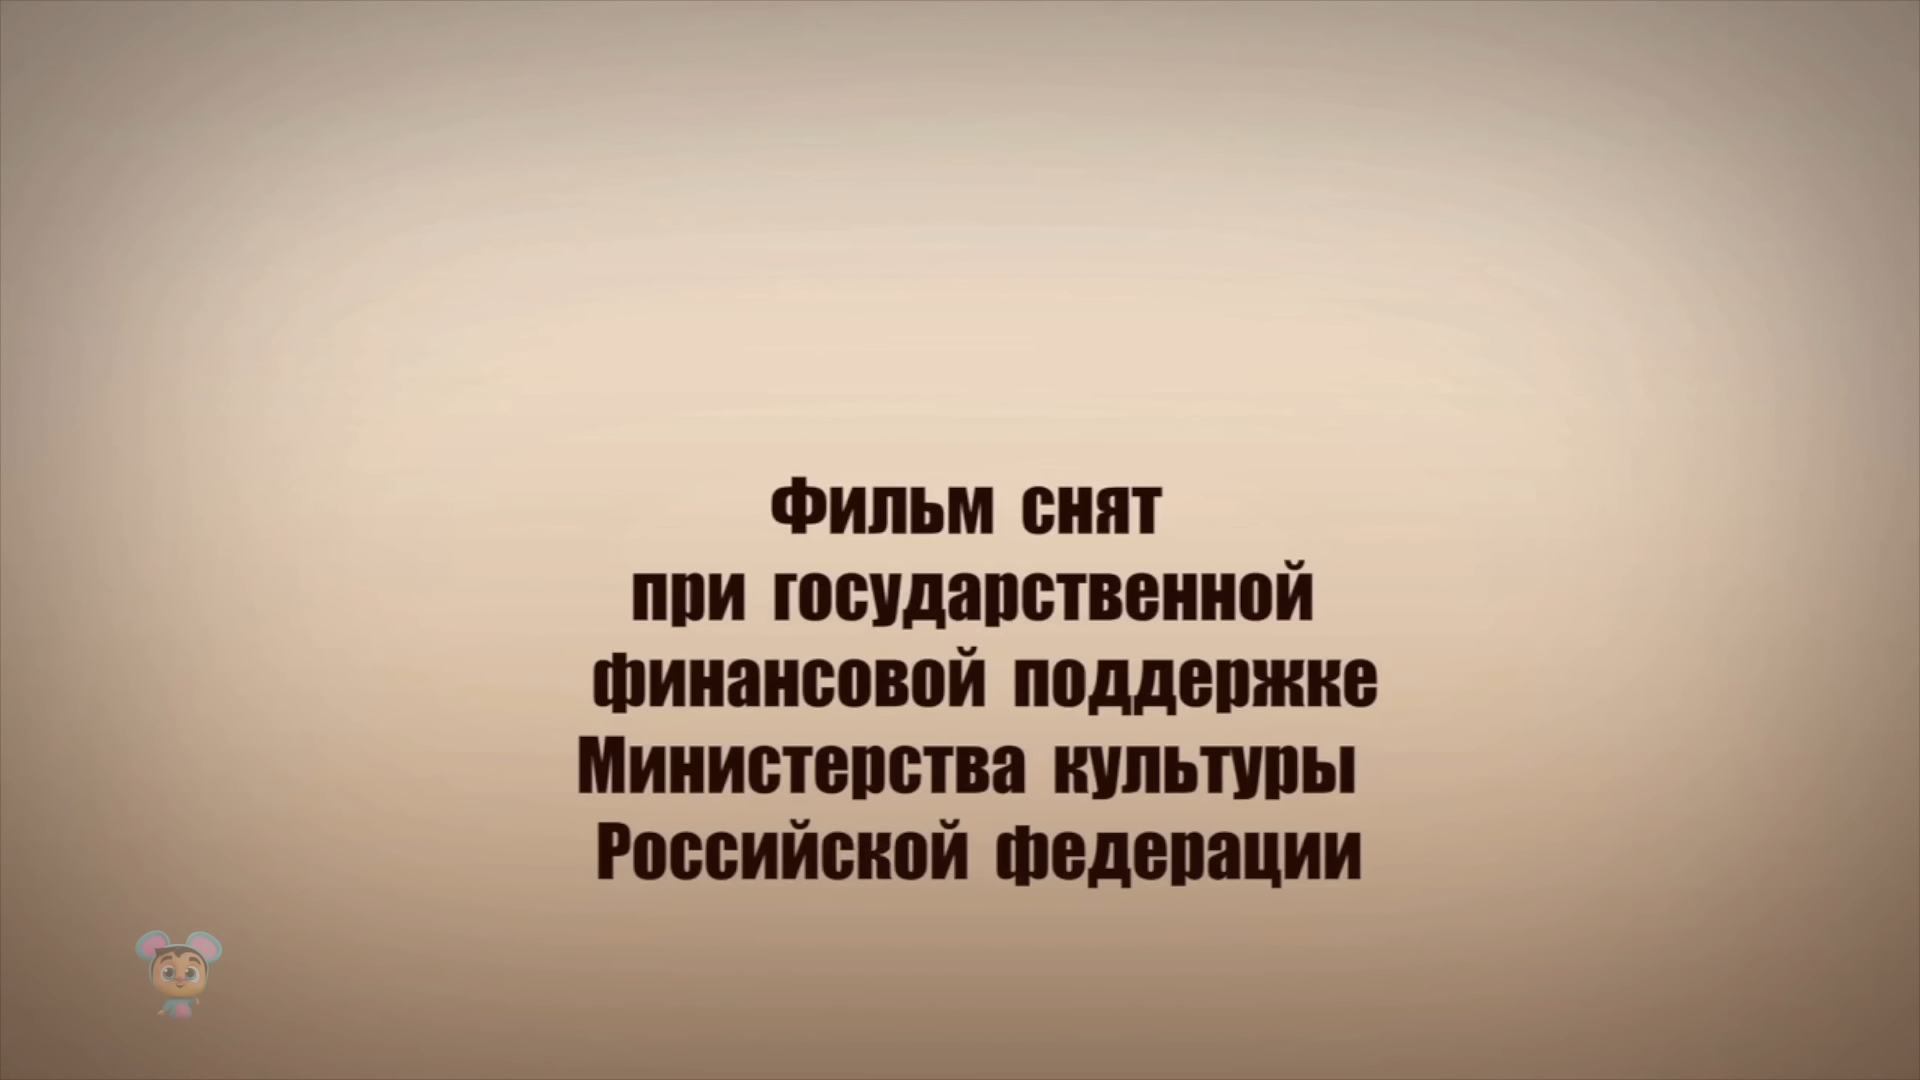 Фильм снят
при государственной
финансовой поддержке
Министерства культуры
Российской федерации